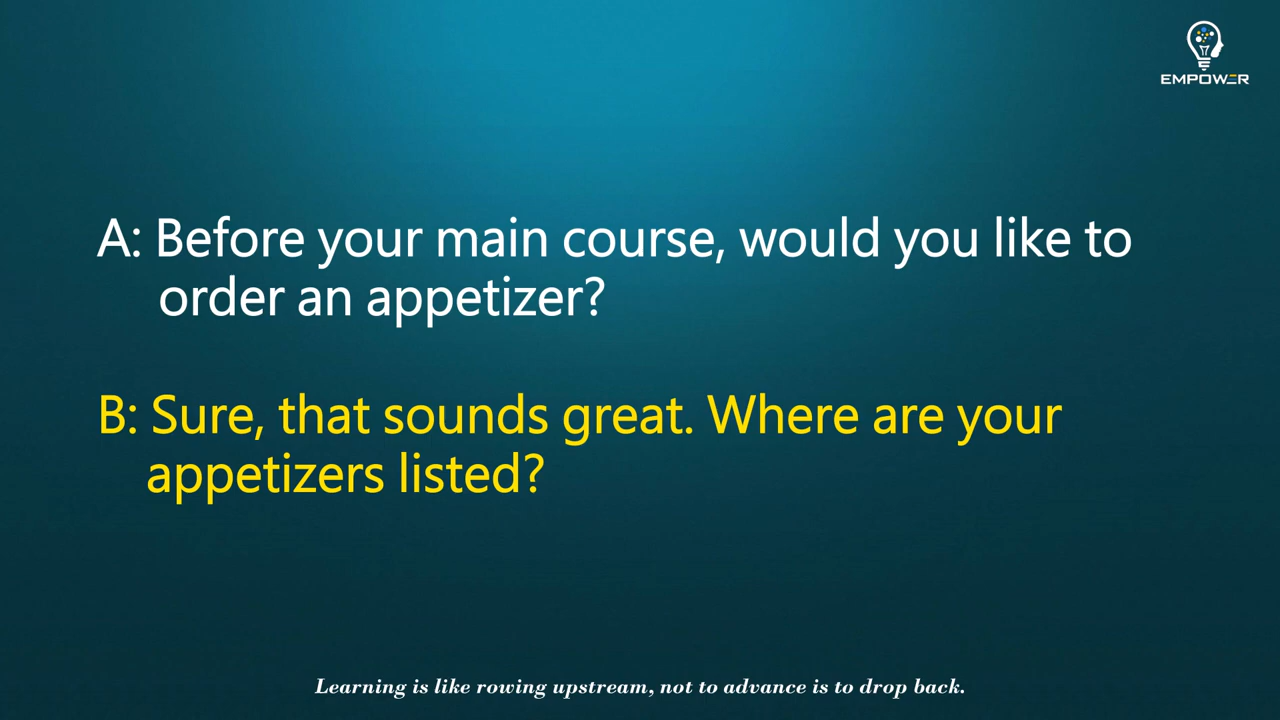 EMPOWER
A: Before your main course, would you like to
order an appetizer?
B: Sure, that sounds great. Where are your
appetizers listed?
Learning is like rowing upstream, not to advance is to drop back.